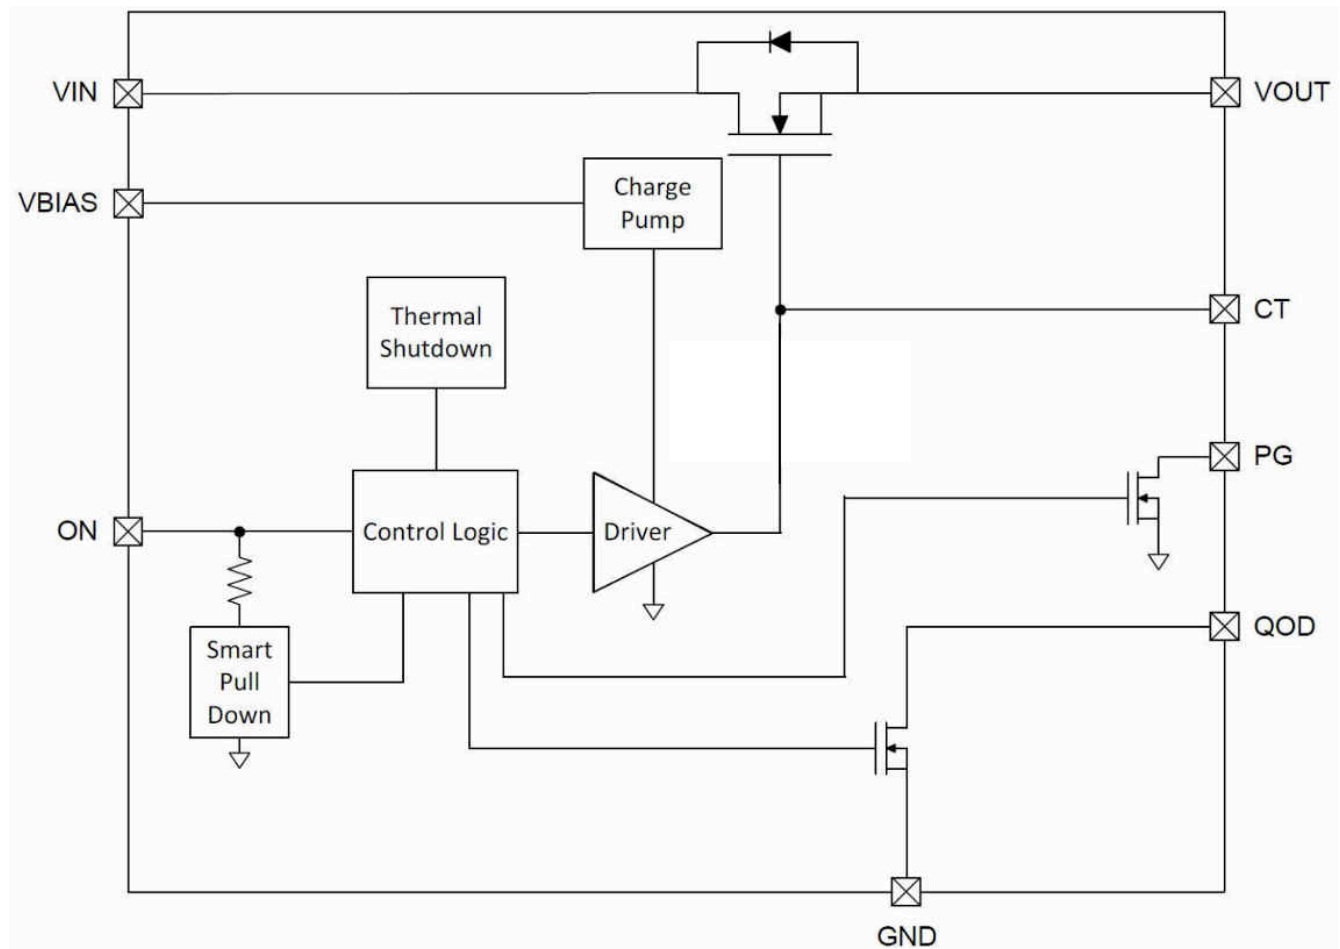 VIN
VOUT
Charge
Pump
VBIAS
Thermal
Shutdown
CT
PG
ON
Control Logic
Driver
Smart
Pull
Down
QOD
GND